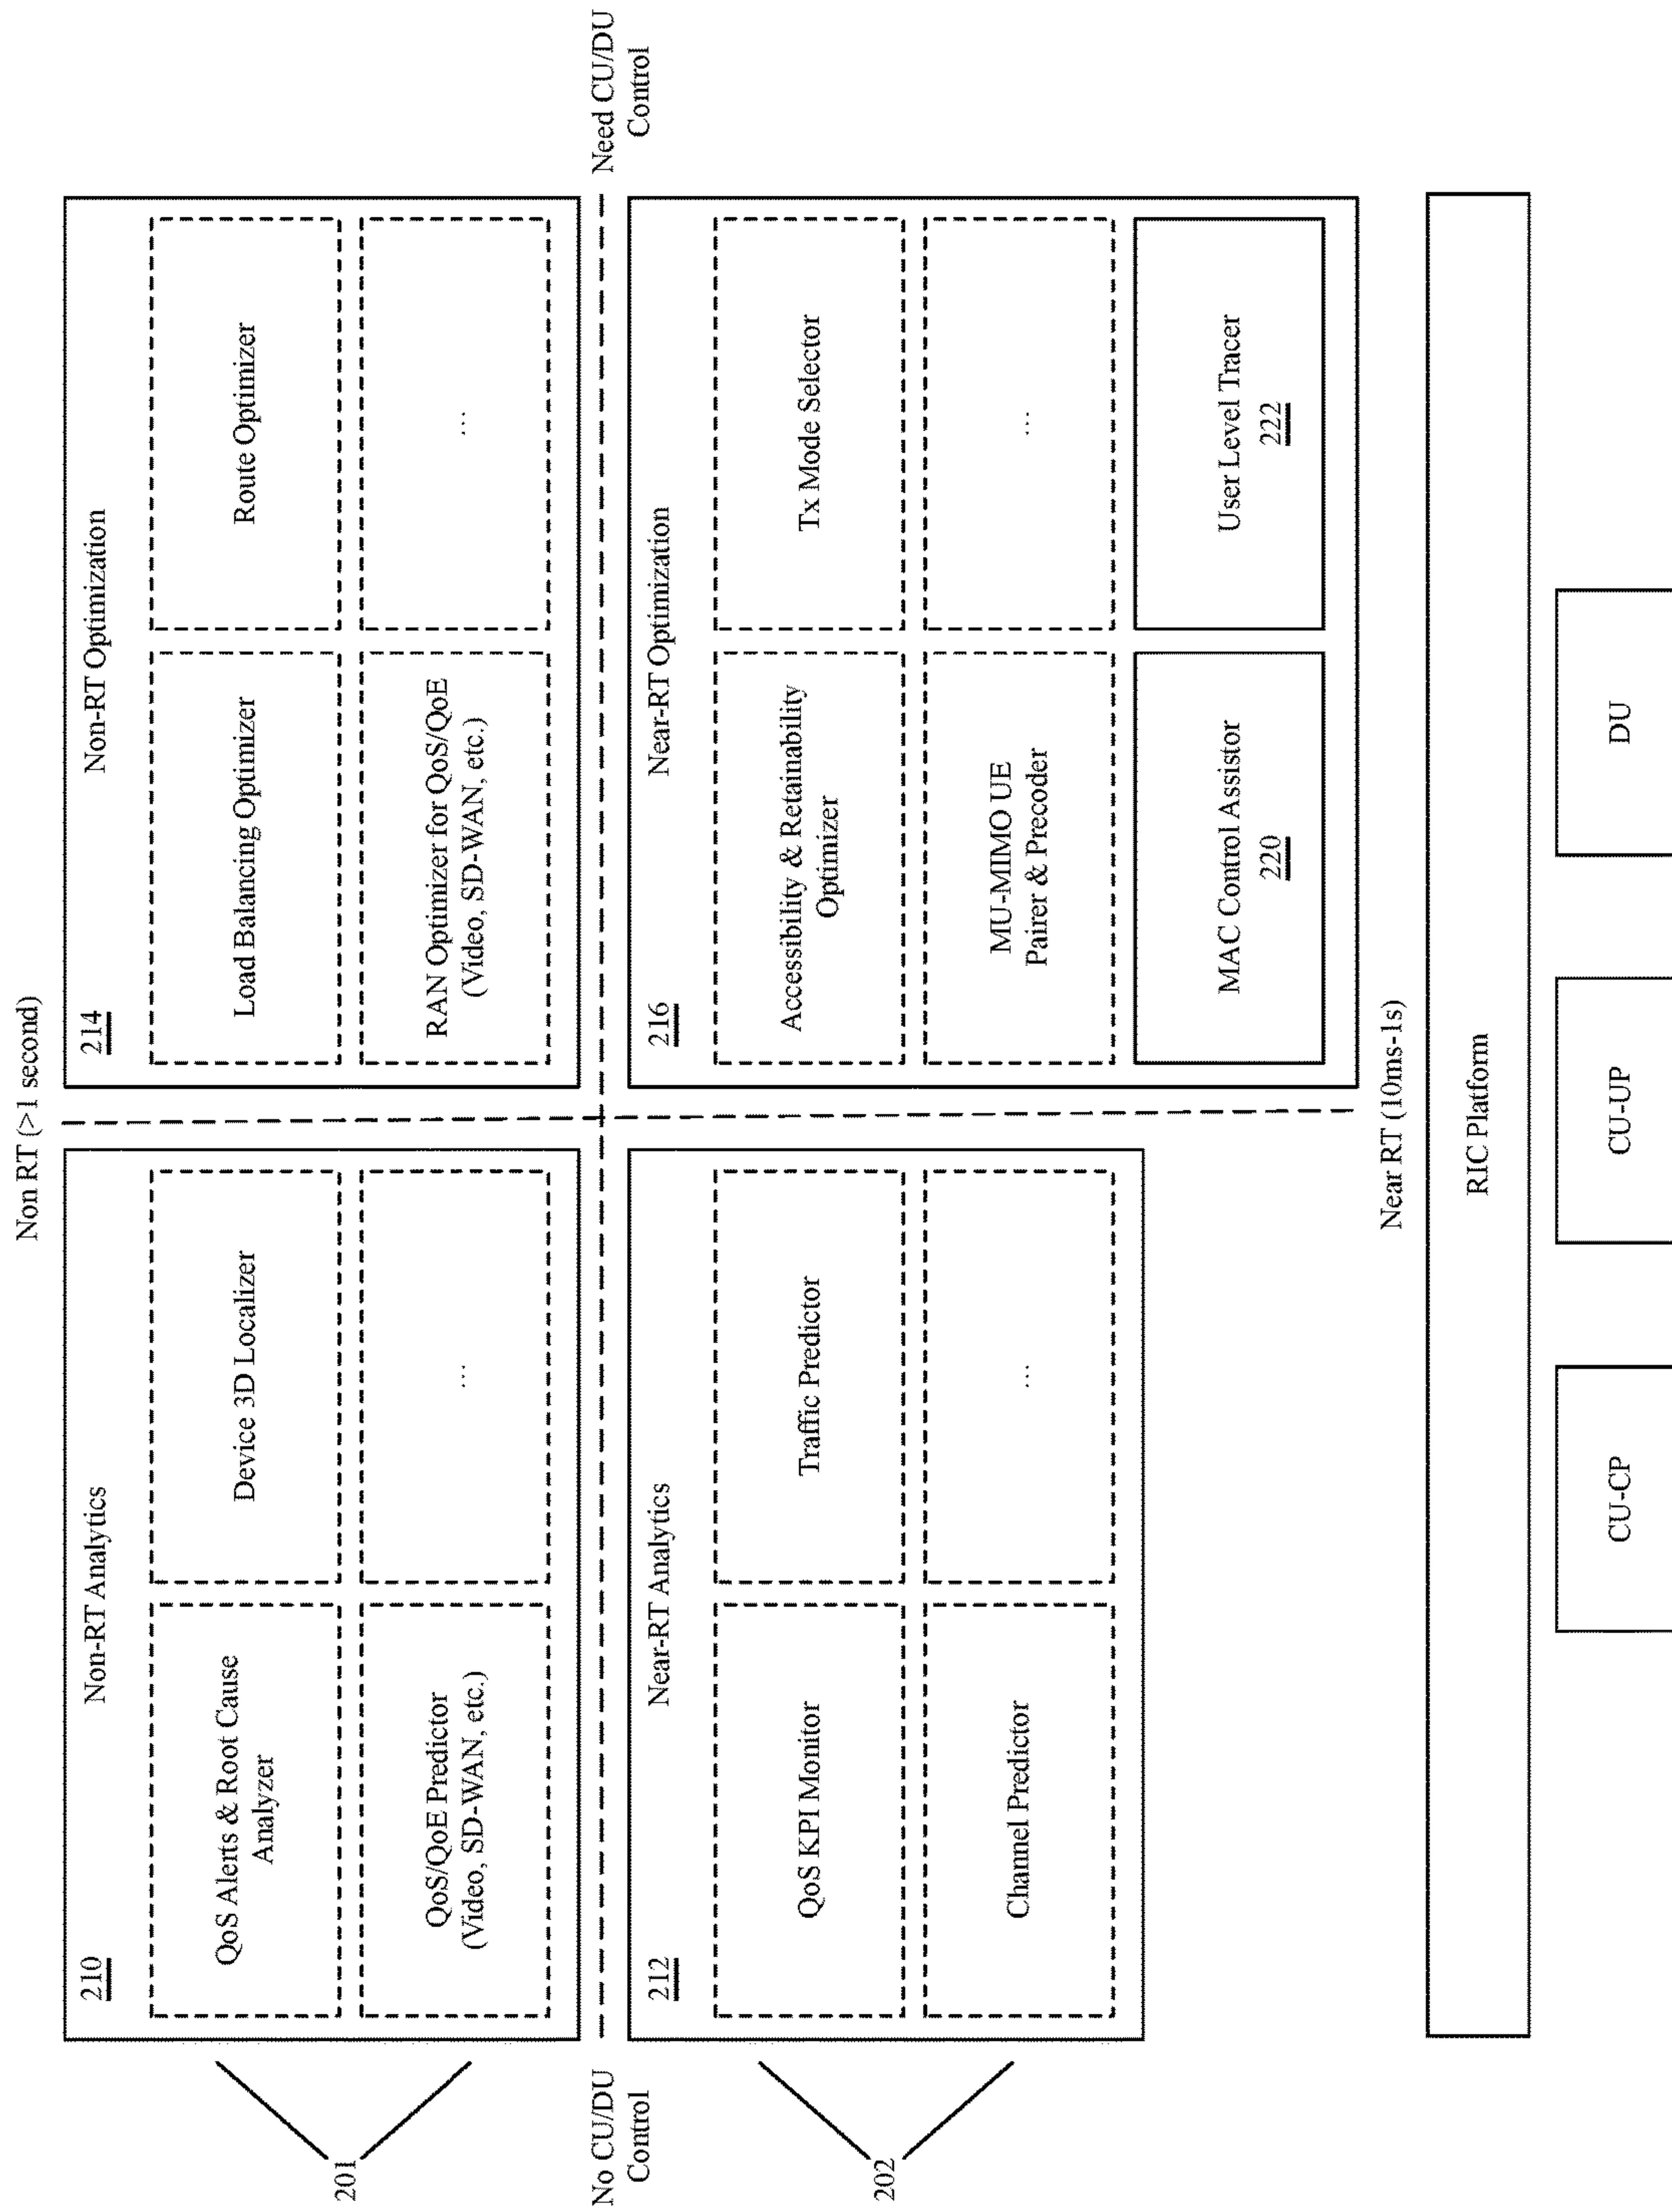 Non RT (>1 second)
210
Non-RT Analytics
QoS Alerts & Root Cause
Analyzer
Device 3D Localizer
QoS/QoE Predictor
(Video, SD-WAN, etc.)
...
201
214
Non-RT Optimization
Load Balancing Optimizer
Route Optimizer
RAN Optimizer for QoS/QoE
(Video, SD-WAN, etc.)
...
No CU/DU
Control
Need CU/DU
Control
212
Near-RT Analytics
QoS KPI Monitor
Traffic Predictor
Channel Predictor
...
202
216
Near-RT Optimization
Accessibility & Retainability
Optimizer
Tx Mode Selector
MU-MIMO UE
Pairer & Precoder
...
MAC Control Assistor
220
User Level Tracer
222
Near RT (10ms-1s)
RIC Platform
CU-CP
CU-UP
DU